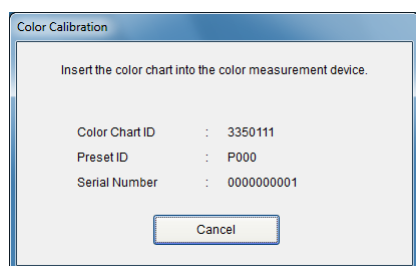 Color Calibration
Insert the color chart into the color measurement device.
Color Chart ID : 3350111
Preset ID : P000
Serial Number : 0000000001
Cancel